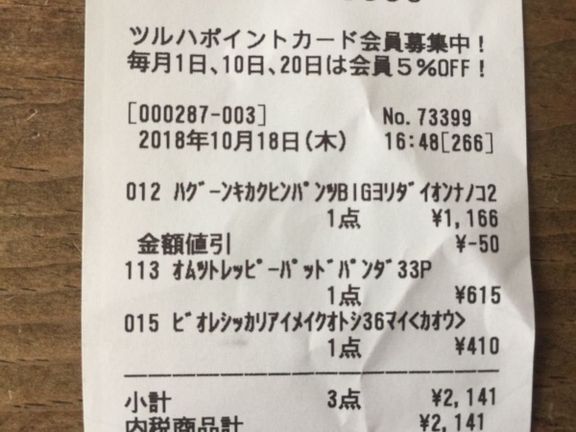 ツルハポイントカード会員募集中!
毎月1日、10日、20日は会員5%OFF!
[000287-003] No.73399
2018年10月18日(木) 16:48[266]
012 ﾊｸﾞｰﾝｷｶｸﾋﾝﾊﾟﾝﾂBIGﾖﾘﾀﾞｲｵﾝﾅﾉｺ2
1点 ¥1,166
金額値引 ¥-50
113 ｵﾑﾂﾄﾚｯﾋﾟｰﾊﾟｯﾄﾞﾊﾟﾝﾀﾞ33P
1点 ¥615
015 ﾋﾞｵﾚｼｯｶﾘｱｲﾒｲｸｵﾄｼ36ﾏｲ<ｶｵｳ>
1点 ¥410
小計 3点 ¥2,141
内税商品計 ¥2,141